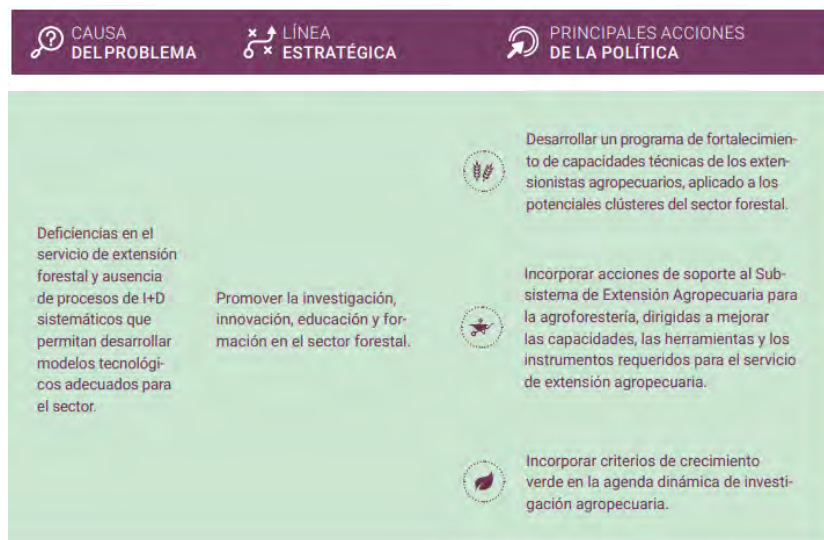 CAUSA
DEL PROBLEMA
LÍNEA
ESTRATÉGICA
PRINCIPALES ACCIONES
DE LA POLÍTICA
Deficiencias en el
servicio de extensión
forestal y ausencia
de procesos de I+D
sistemáticos que
permitan desarrollar
modelos tecnológi-
cos adecuados para
el sector.
Promover la investigación,
innovación, educación y for-
mación en el sector forestal.
Desarrollar un programa de fortalecimien-
to de capacidades técnicas de los exten-
sionistas agropecuarios, aplicado a los
potenciales clústeres del sector forestal.
Incorporar acciones de soporte al Sub-
sistema de Extensión Agropecuaria para
la agroforestería, dirigidas a mejorar
las capacidades, las herramientas y los
instrumentos requeridos para el servicio
de extensión agropecuaria.
Incorporar criterios de crecimiento
verde en la agenda dinámica de investi-
gación agropecuaria.